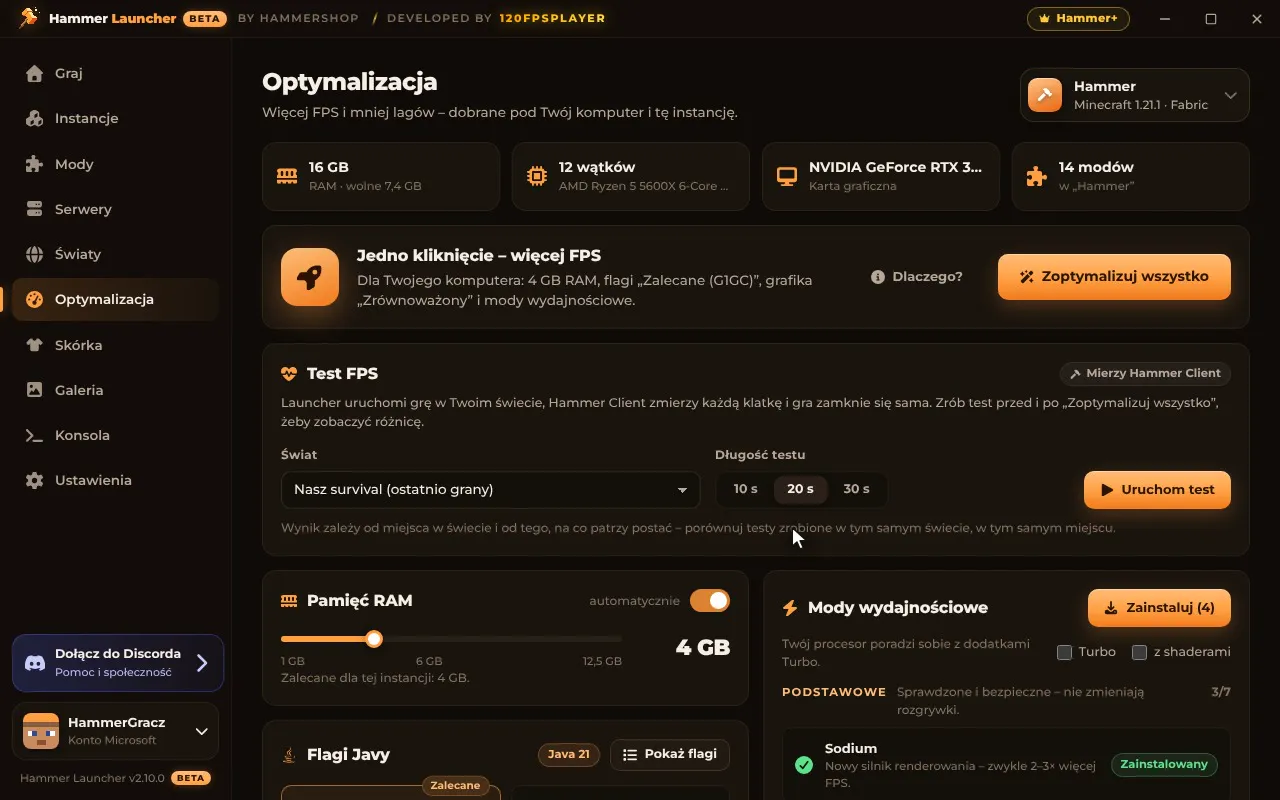 Hammer Launcher BETA BY HAMMERSHOP / DEVELOPED BY 120FPSPLAYER
Hammer+
Graj
Instancje
Mody
Serwery
Światy
Optymalizacja
Skórka
Galeria
Konsola
Ustawienia
Dołącz do Discorda
Pomoc i społeczność
HammerGracz
Konto Microsoft
Hammer Launcher v2.10.0 BETA
Optymalizacja
Więcej FPS i mniej lagów – dobrane pod Twój komputer i tę instancję.
Hammer
Minecraft 1.21.1 · Fabric
16 GB
RAM · wolne 7,4 GB
12 wątków
AMD Ryzen 5 5600X 6-Core ...
NVIDIA GeForce RTX 3...
Karta graficzna
14 modów
w „Hammer”
Jedno kliknięcie – więcej FPS
Dla Twojego komputera: 4 GB RAM, flagi „Zalecane (G1GC)”, grafika
„Zrównoważony” i mody wydajnościowe.
Dlaczego?
Zoptymalizuj wszystko
Test FPS
Mierzy Hammer Client
Launcher uruchomi grę w Twoim świecie, Hammer Client zmierzy każdą klatkę i gra zamknie się sama. Zrób test przed i po „Zoptymalizuj wszystko”,
żeby zobaczyć różnicę.
Świat
Długość testu
Nasz survival (ostatnio grany)
10 s
20 s
30 s
Uruchom test
Wynik zależy od miejsca w świecie i od tego, na co patrzy postać – porównuj testy zrobione w tym samym świecie, w tym samym miejscu.
Pamięć RAM
automatycznie
4 GB
1 GB
6 GB
12,5 GB
Zalecane dla tej instancji: 4 GB.
Flagi Javy
Java 21
Pokaż flagi
Zalecane
Mody wydajnościowe
Zainstaluj (4)
Twój procesor poradzi sobie z dodatkami
Turbo.
Turbo
z shaderami
PODSTAWOWE
Sprawdzone i bezpieczne – nie zmieniają
rozgrywki.
3/7
Sodium
Nowy silnik renderowania – zwykle 2–3× więcej
FPS.
Zainstalowany